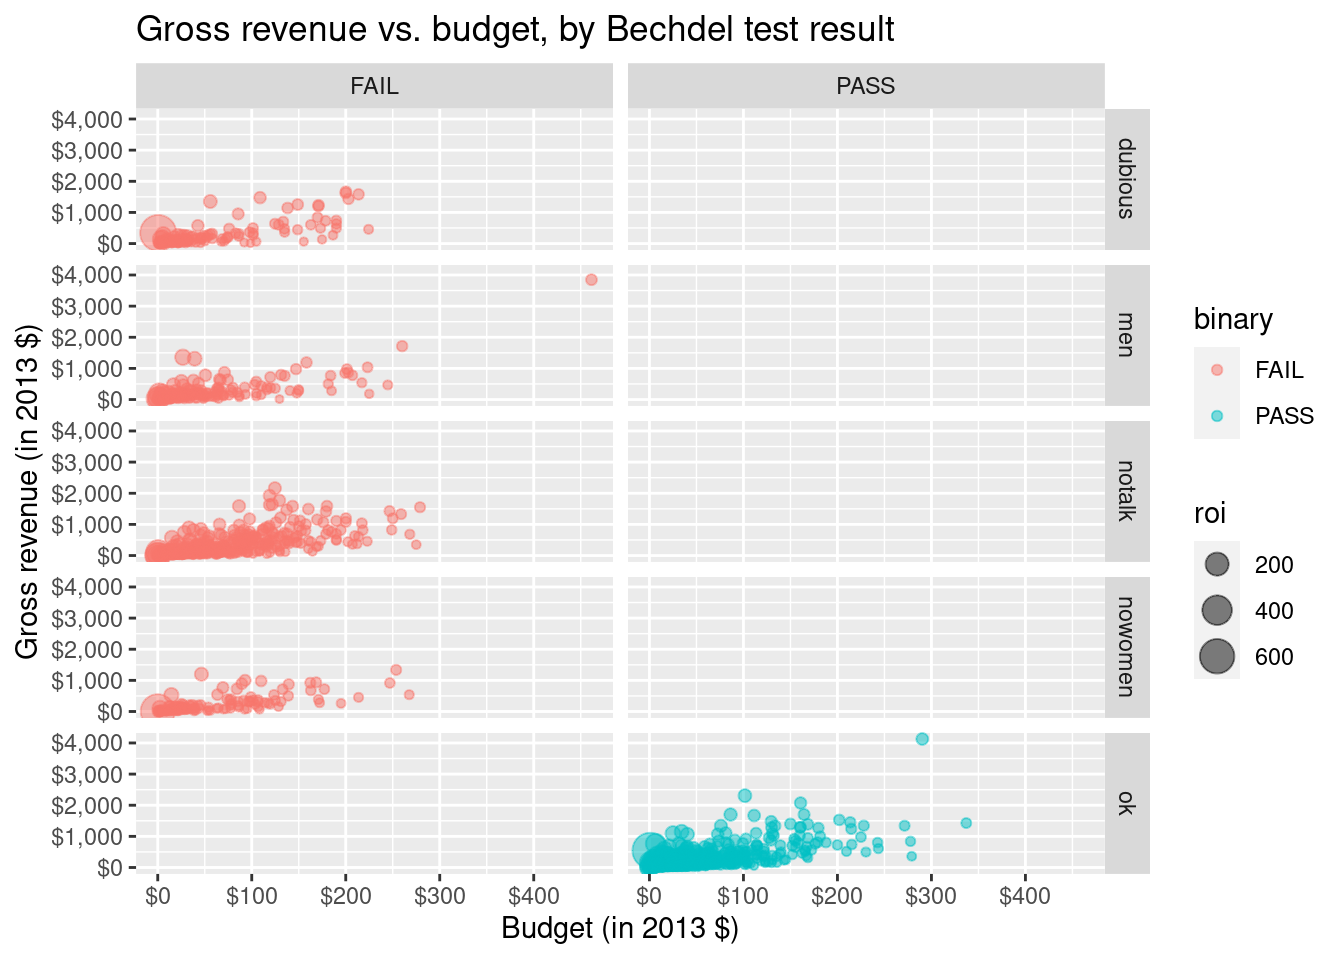 Gross revenue vs. budget, by Bechdel test result
FAIL
PASS
$4,000
$3,000
$2,000
$1,000
$0
dubious
$4,000
$3,000
$2,000
$1,000
$0
men
$4,000
$3,000
$2,000
$1,000
$0
notalk
$4,000
$3,000
$2,000
$1,000
$0
nowomen
$4,000
$3,000
$2,000
$1,000
$0
ok
Gross revenue (in 2013 $)
$0 $100 $200 $300 $400
$0 $100 $200 $300 $400
Budget (in 2013 $)
binary
FAIL
PASS
roi
200
400
600